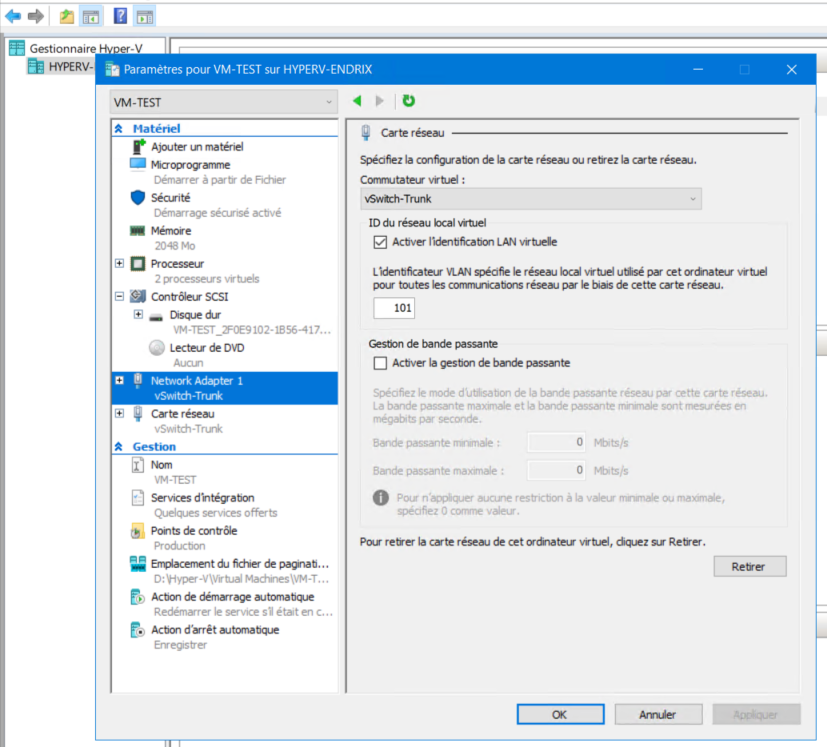 Gestionnaire Hyper-V
HYPERV-
Paramètres pour VM-TEST sur HYPERV-ENDRIX
VM-TEST
Matériel
Ajouter un matériel
Microprogramme
Démarrer à partir de Fichier
Sécurité
Démarrage sécurisé activé
Mémoire
2048 Mo
Processeur
2 processeurs virtuels
Contrôleur SCSI
Disque dur
VM-TEST_2F0E9102-1B56-417...
Lecteur de DVD
Aucun
Network Adapter 1
vSwitch-Trunk
Carte réseau
vSwitch-Trunk
Gestion
Nom
VM-TEST
Services d'intégration
Quelques services offerts
Points de contrôle
Production
Emplacement du fichier de paginati...
D:\Hyper-V\Virtual Machines\VM-T...
Action de démarrage automatique
Redémarrer le service s'il était en c...
Action d'arrêt automatique
Enregistrer
Carte réseau
Spécifiez la configuration de la carte réseau ou retirez la carte réseau.
Commutateur virtuel :
vSwitch-Trunk
ID du réseau local virtuel
Activer l'identification LAN virtuelle
L'identificateur VLAN spécifie le réseau local virtuel utilisé par cet ordinateur virtuel
pour toutes les communications réseau par le biais de cette carte réseau.
101
Gestion de bande passante
Activer la gestion de bande passante
Spécifiez le mode d'utilisation de la bande passante réseau par cette carte réseau.
La bande passante maximale et la bande passante minimale sont mesurées en
mégabits par seconde.
Bande passante minimale : 0 Mbits/s
Bande passante maximale : 0 Mbits/s
Pour n'appliquer aucune restriction à la valeur minimale ou maximale,
spécifiez 0 comme valeur.
Pour retirer la carte réseau de cet ordinateur virtuel, cliquez sur Retirer.
Retirer
OK Annuler Appliquer